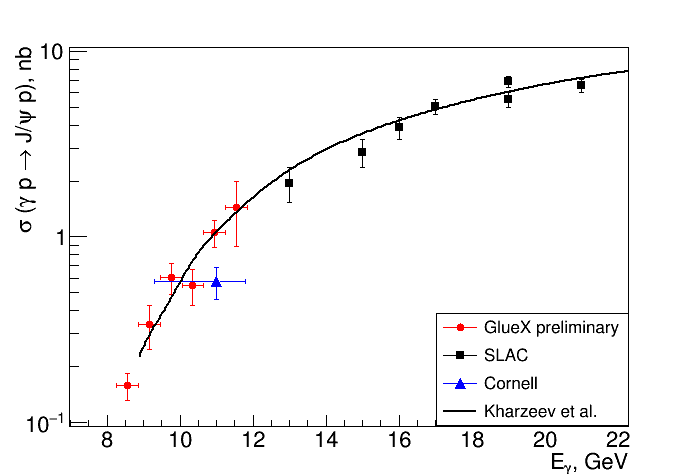 10
σ (γ p → J/ψ p), nb
1
10⁻¹
8 10 12 14 16 18 20 22
E_γ, GeV
GlueX preliminary
SLAC
Cornell
Kharzeev et al.